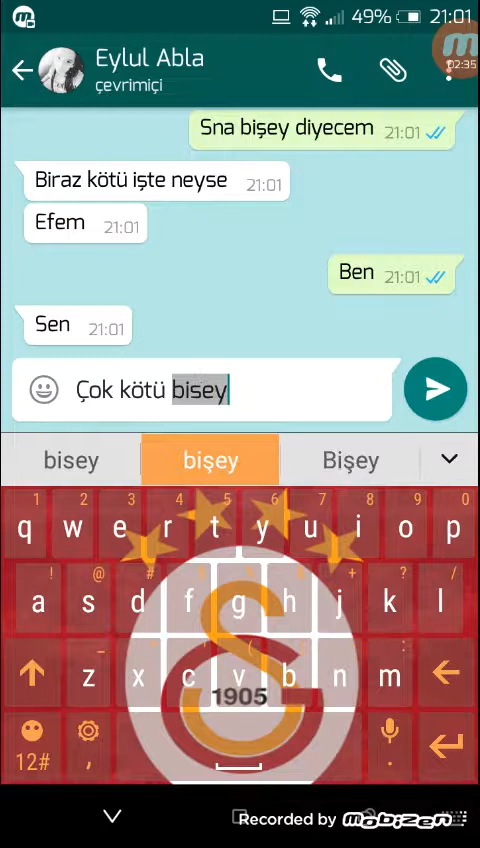 49% 21:01
Eylul Abla
çevrimiçi
02:35
Sna bişey diyecem 21:01
Biraz kötü işte neyse 21:01
Efem 21:01
Ben 21:01
Sen 21:01
Çok kötü bisey
bisey bişey Bişey
1 2 3 4 5 6 7 8 9 0
q w e r t y u i o p
! @ # + ? /
a s d f g h j k l
z x c v b n m
1905
12# , .
Recorded by mobizen